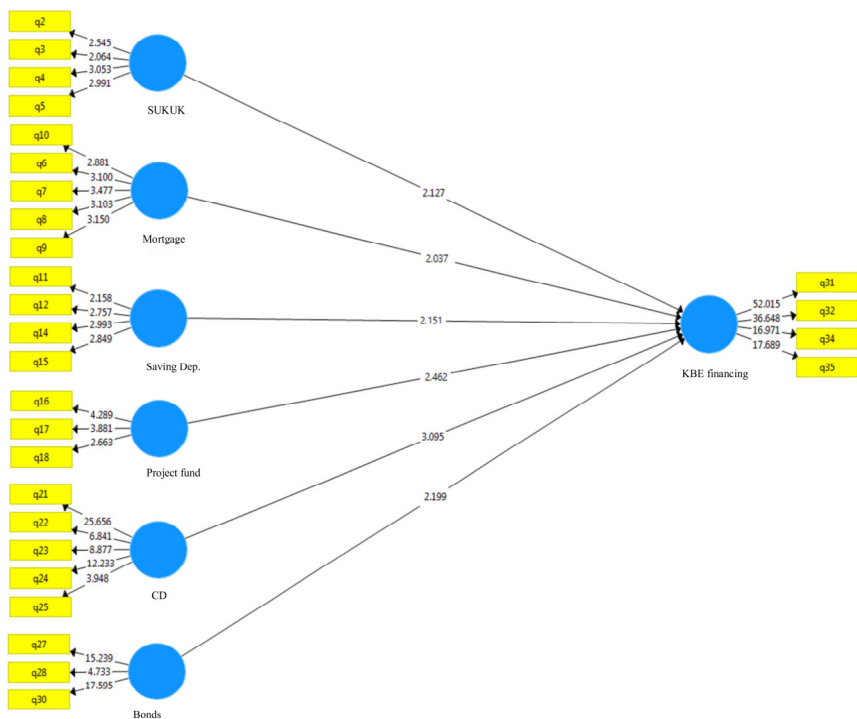 q2
2.545
q3
2.064
q4
3.053
q5
2.991
SUKUK
q10
2.881
q6
3.100
q7
3.477
q8
3.103
q9
3.150
Mortgage
q11
2.158
q12
2.757
q14
2.993
q15
2.849
Saving Dep.
q16
4.289
q17
3.881
q18
2.663
Project fund
q21
25.656
q22
6.841
q23
8.877
q24
12.233
q25
3.948
CD
q27
15.239
q28
4.733
q30
17.595
Bonds
2.127
2.037
2.151
2.462
3.095
2.199
KBE financing
52.015
q31
36.648
q32
16.971
q34
17.689
q35